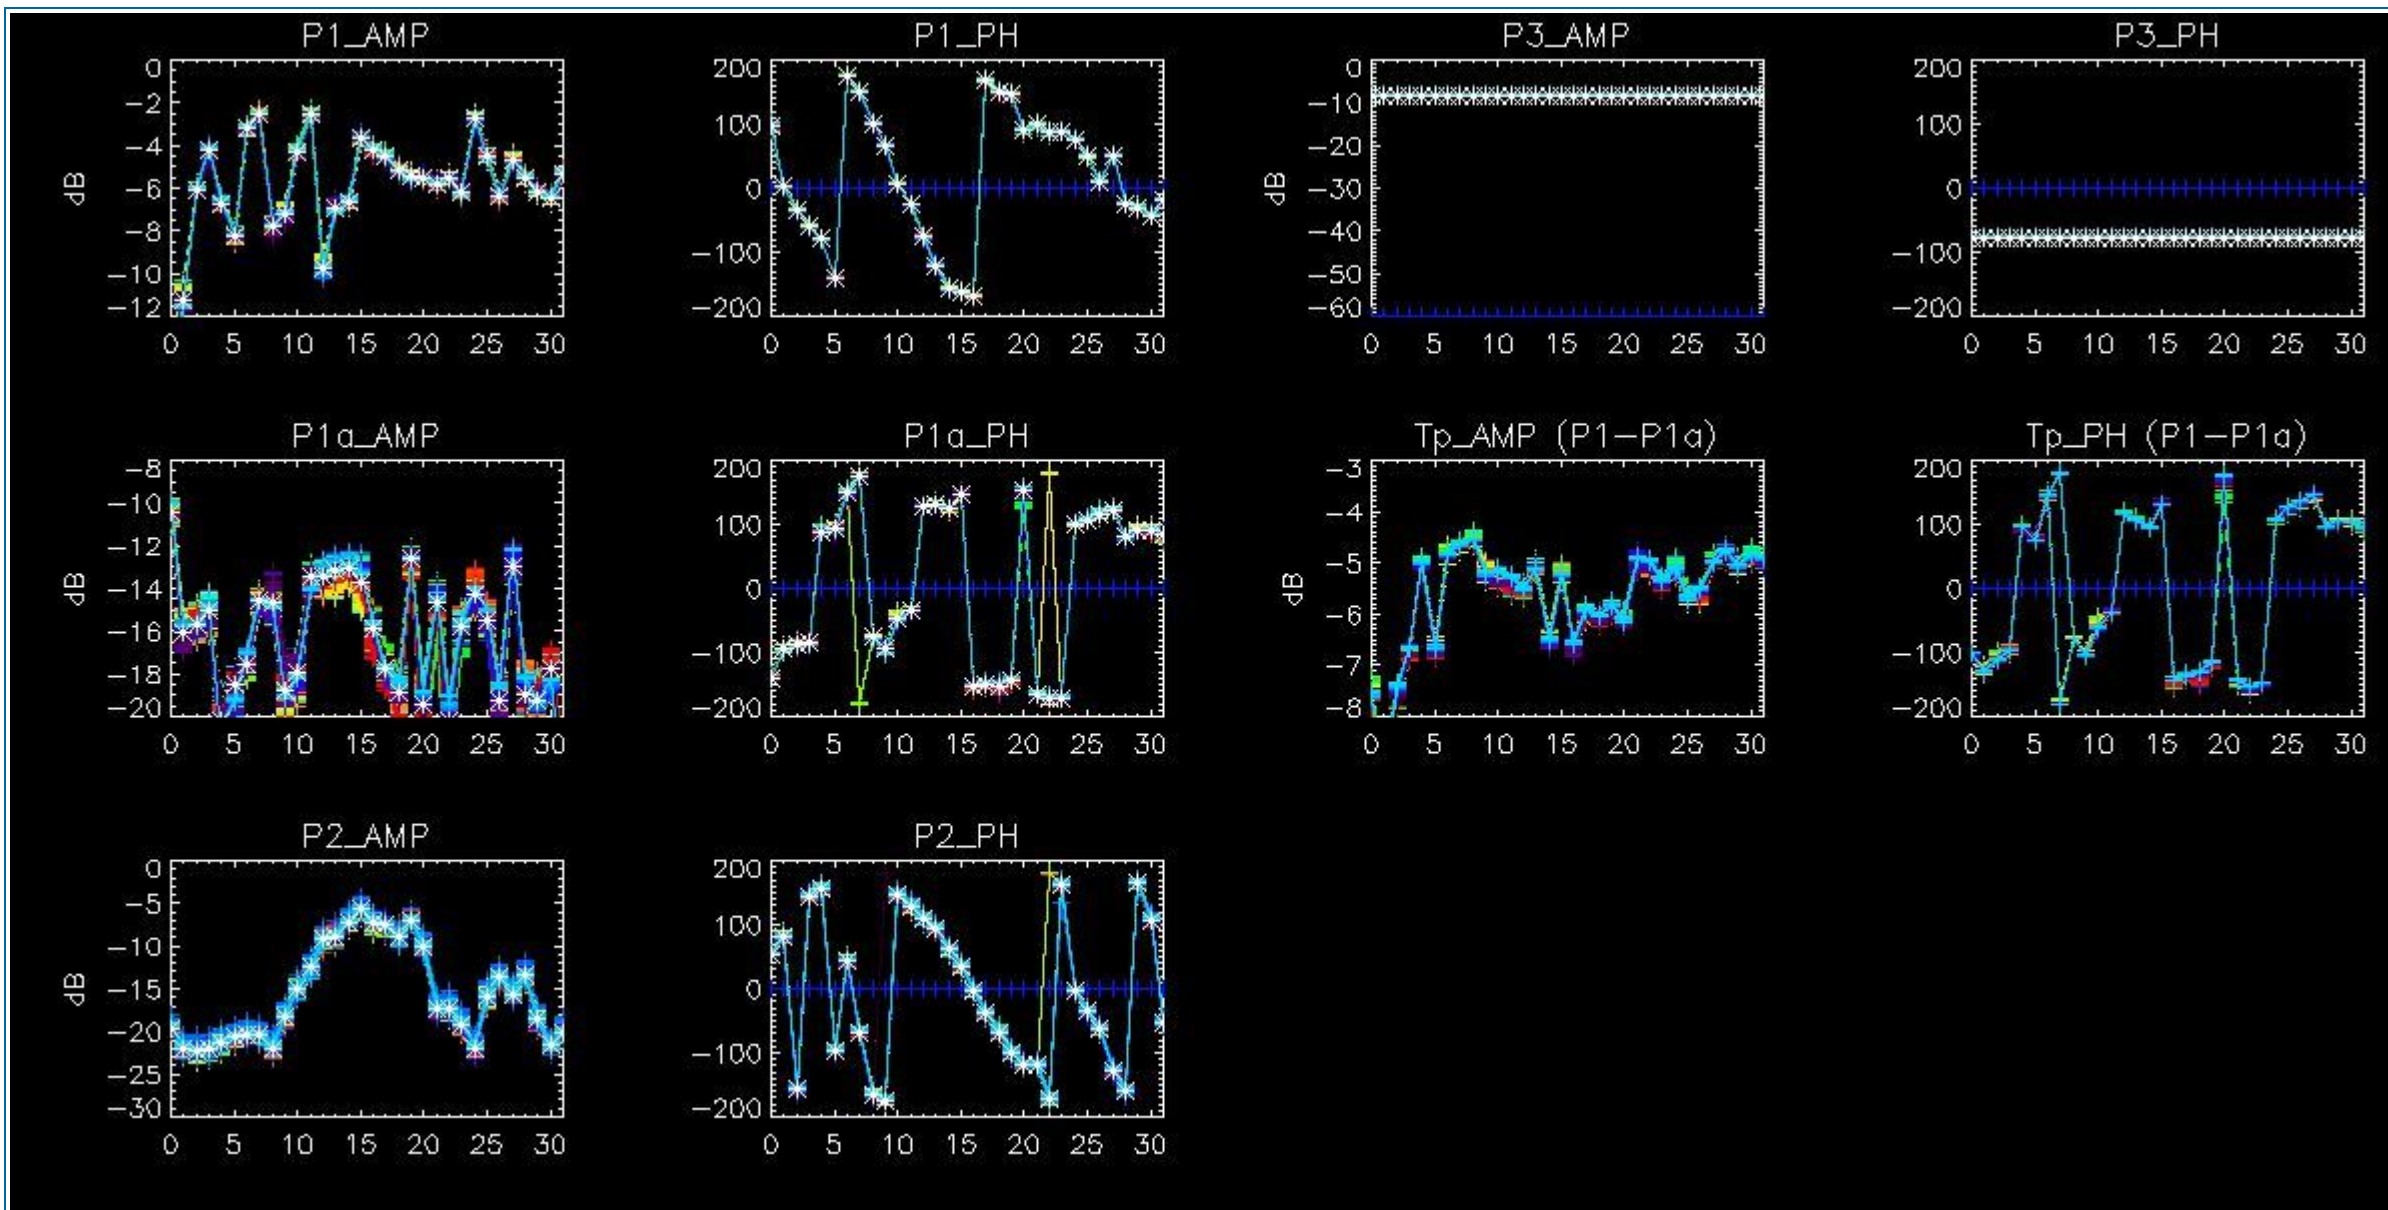 P1_AMP
0
−2
−4
−6
−8
−10
−12
dB
0 5 10 15 20 25 30
P1_PH
200
100
0
−100
−200
0 5 10 15 20 25 30
P3_AMP
0
−10
−20
−30
−40
−50
−60
dB
0 5 10 15 20 25 30
P3_PH
200
100
0
−100
−200
0 5 10 15 20 25 30
P1a_AMP
−8
−10
−12
−14
−16
−18
−20
dB
0 5 10 15 20 25 30
P1a_PH
200
100
0
−100
−200
0 5 10 15 20 25 30
Tp_AMP (P1−P1a)
−3
−4
−5
−6
−7
−8
dB
0 5 10 15 20 25 30
Tp_PH (P1−P1a)
200
100
0
−100
−200
0 5 10 15 20 25 30
P2_AMP
0
−5
−10
−15
−20
−25
−30
dB
0 5 10 15 20 25 30
P2_PH
200
100
0
−100
−200
0 5 10 15 20 25 30